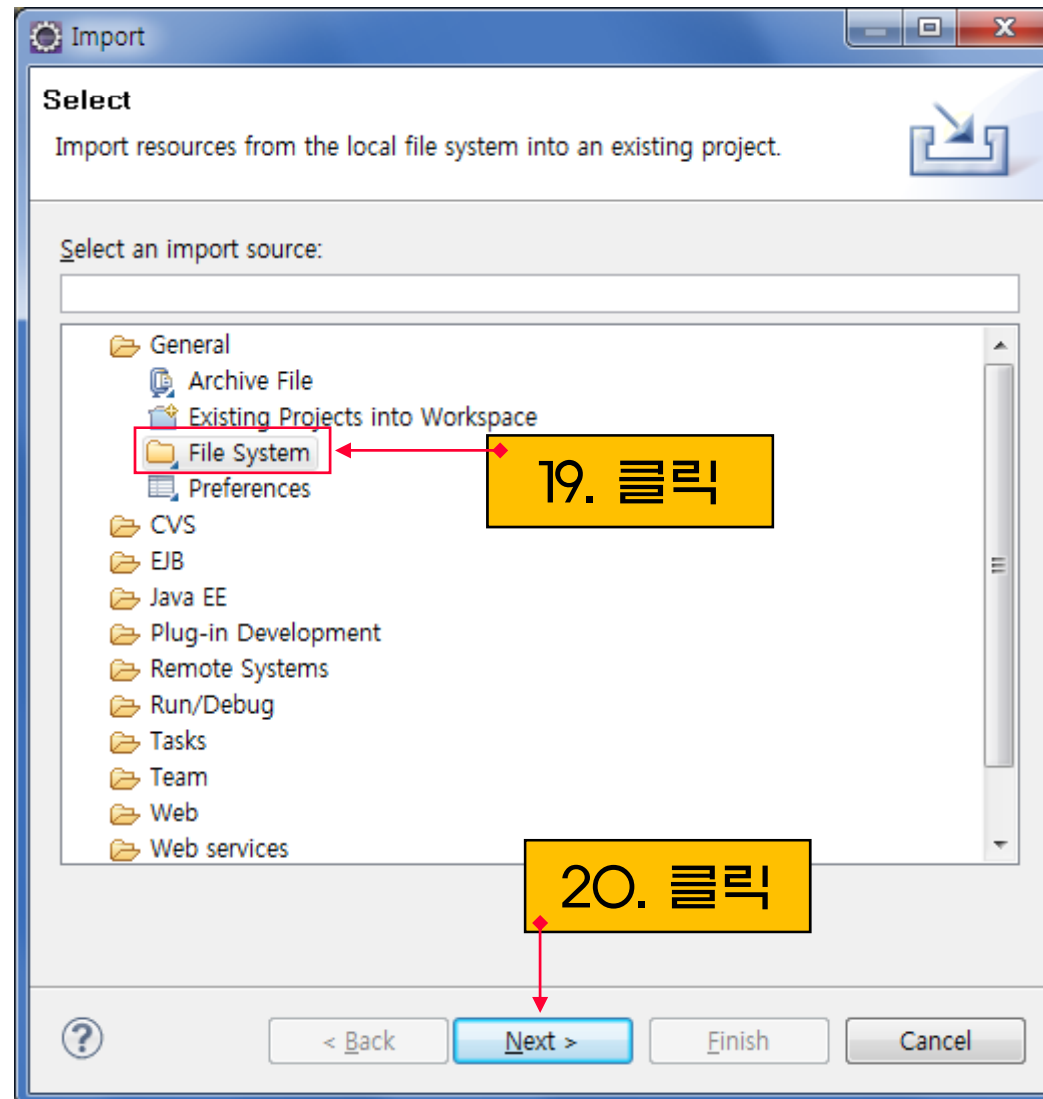 Import
Select
Import resources from the local file system into an existing project.
Select an import source:
General
Archive File
Existing Projects into Workspace
File System
19. 클릭
Preferences
CVS
EJB
Java EE
Plug-in Development
Remote Systems
Run/Debug
Tasks
Team
Web
Web services
20. 클릭
? < Back Next > Finish Cancel